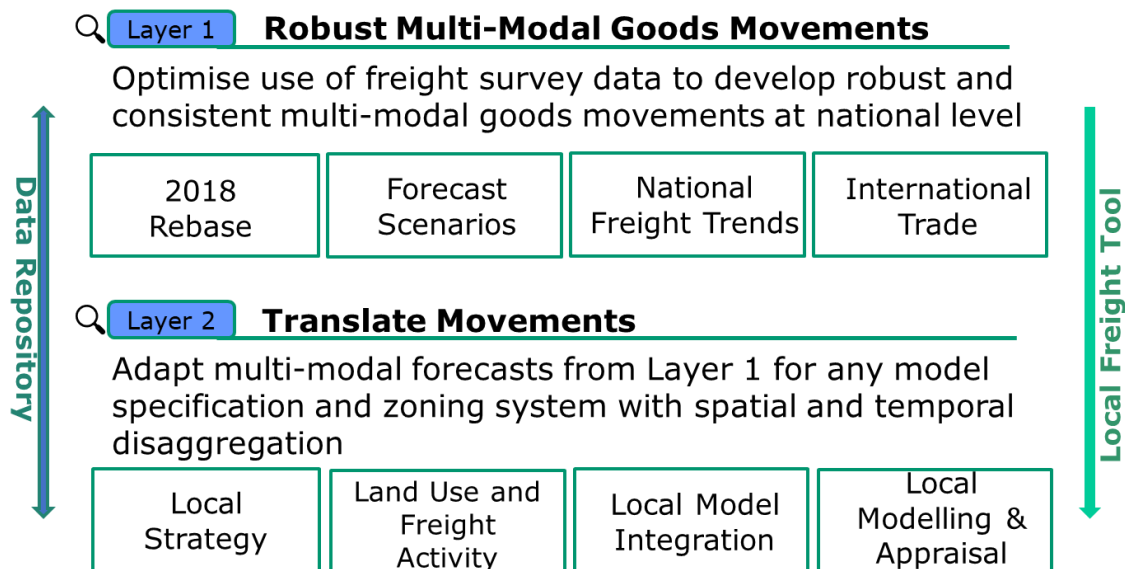 Layer 1
Robust Multi-Modal Goods Movements
Optimise use of freight survey data to develop robust and
consistent multi-modal goods movements at national level
2018
Rebase
Forecast
Scenarios
National
Freight Trends
International
Trade
Data Repository
Local Freight Tool
Layer 2
Translate Movements
Adapt multi-modal forecasts from Layer 1 for any model
specification and zoning system with spatial and temporal
disaggregation
Local
Strategy
Land Use and
Freight
Activity
Local Model
Integration
Local
Modelling &
Appraisal